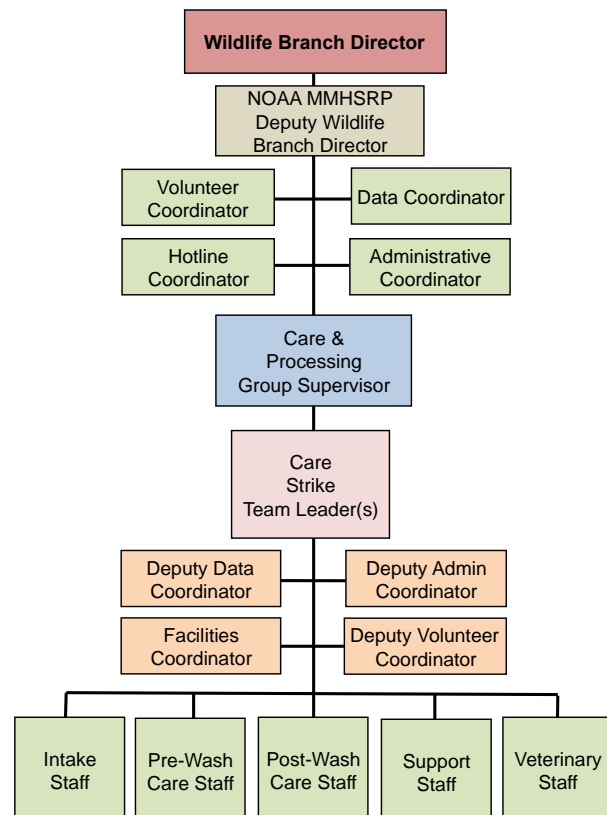 Wildlife Branch Director
NOAA MMHSRP
Deputy Wildlife
Branch Director
Volunteer
Coordinator
Data Coordinator
Hotline
Coordinator
Administrative
Coordinator
Care &
Processing
Group Supervisor
Care
Strike
Team Leader(s)
Deputy Data
Coordinator
Deputy Admin
Coordinator
Facilities
Coordinator
Deputy Volunteer
Coordinator
Intake
Staff
Pre-Wash
Care Staff
Post-Wash
Care Staff
Support
Staff
Veterinary
Staff